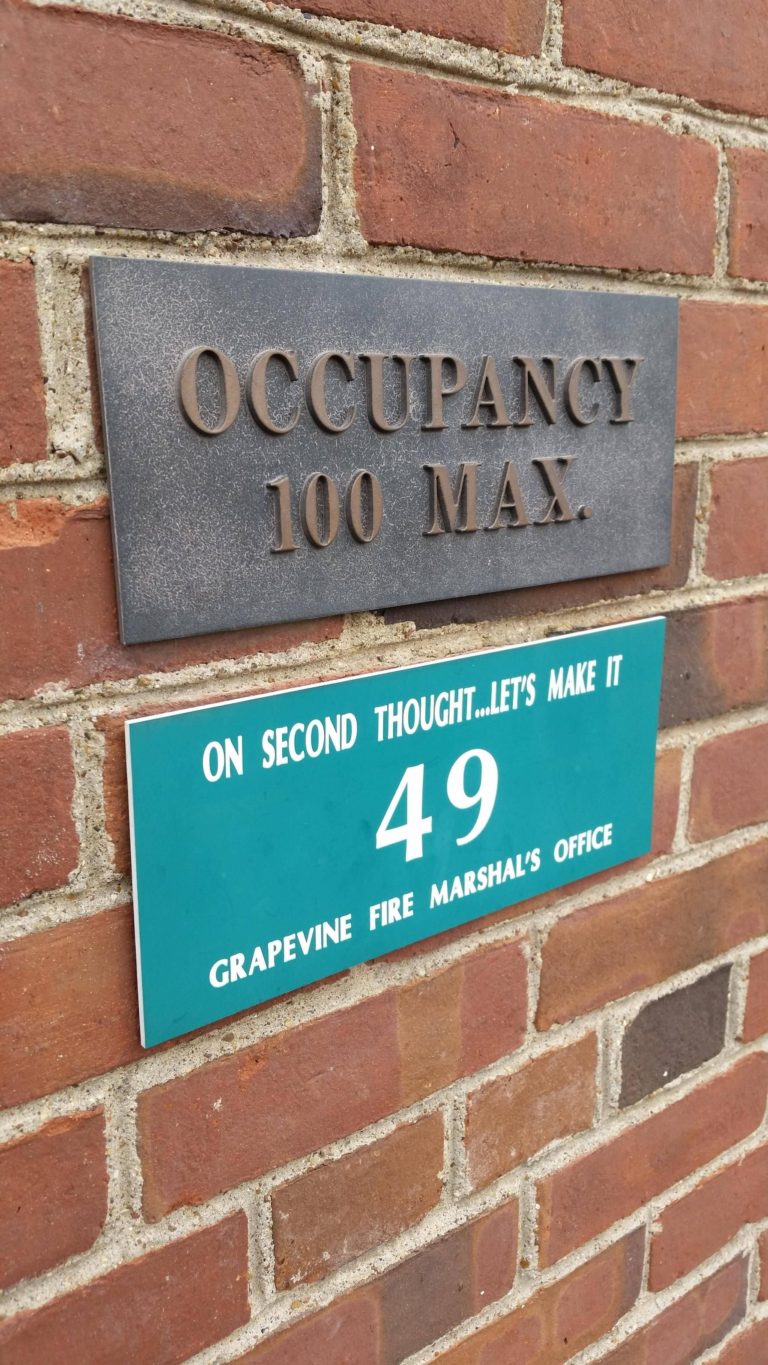 OCCUPANCY
100 MAX.
ON SECOND THOUGHT...LET'S MAKE IT
49
GRAPEVINE FIRE MARSHAL'S OFFICE